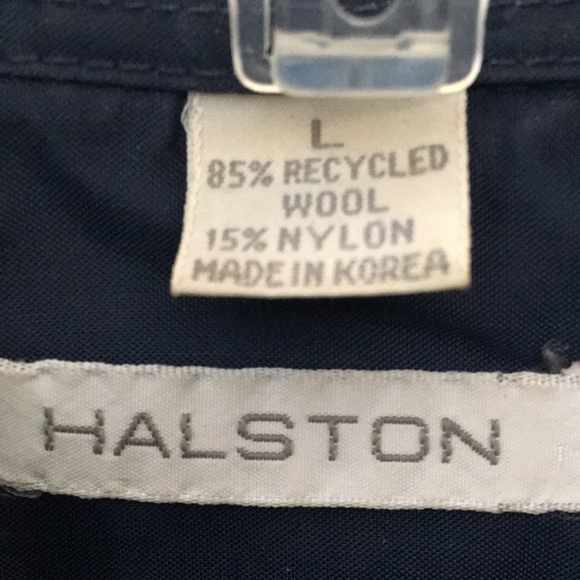 L
85% RECYCLED
WOOL
15% NYLON
MADE IN KOREA
HALSTON